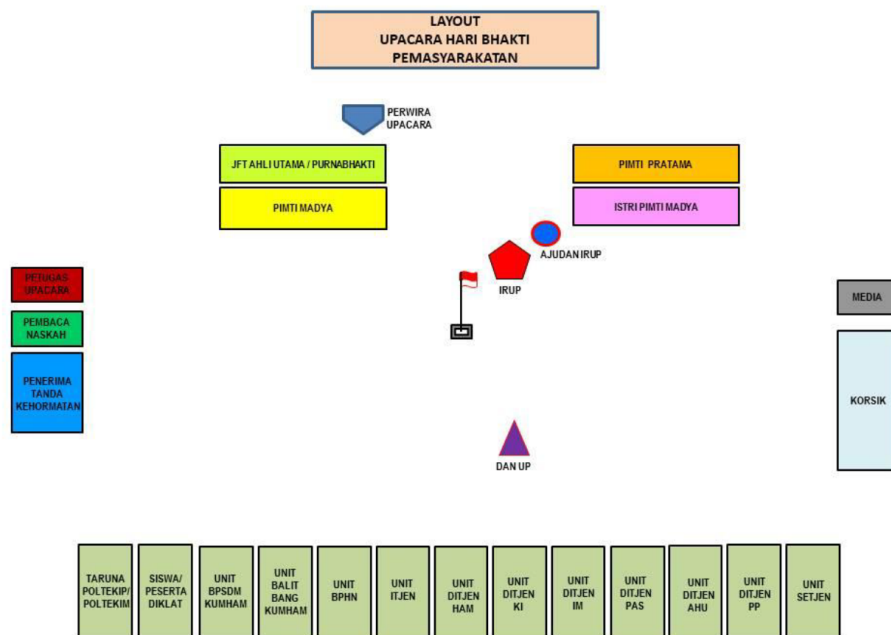 LAYOUT
UPACARA HARI BHAKTI
PEMASYARAKATAN
PERWIRA
UPACARA
JFT AHLI UTAMA / PURNABHAKTI
PIMTI PRATAMA
PIMTI MADYA
ISTRI PIMTI MADYA
AJUDAN IRUP
IRUP
PETUGAS
UPACARA
MEDIA
PEMBACA
NASKAH
PENERIMA
TANDA
KEHORMATAN
KORSIK
DAN UP
TARUNA
POLTEKIP/
POLTEKIM
SISWA/
PESERTA
DIKLAT
UNIT
BPSDM
KUMHAM
UNIT
BALIT
BANG
KUMHAM
UNIT
BPHN
UNIT
ITJEN
UNIT
DITJEN
HAM
UNIT
DITJEN
KI
UNIT
DITJEN
IM
UNIT
DITJEN
PAS
UNIT
DITJEN
AHU
UNIT
DITJEN
PP
UNIT
SETJEN